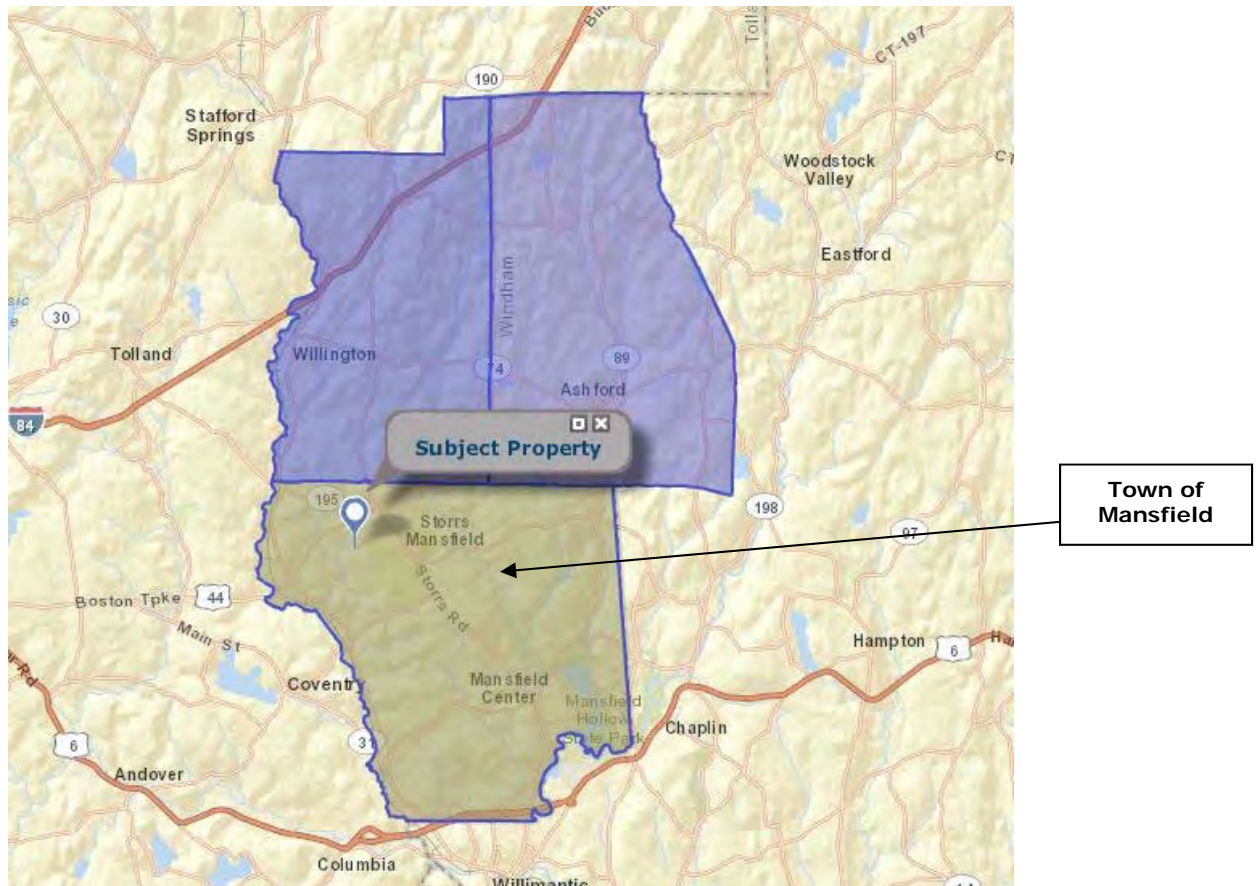 190
CT-197
Stafford
Springs
Woodstock
Valley
Eastford
30
Windham
Tolland
Willington
74
89
Ashford
84
Subject Property
195
Storrs
Mansfield
198
Town of
Mansfield
97
Boston Tpke
44
Main St
Storrs Rd
Hampton
6
Coventry
Mansfield
Center
Mansfield
Hollow
State Park
31
Chaplin
6
Andover
Columbia
Willimantic